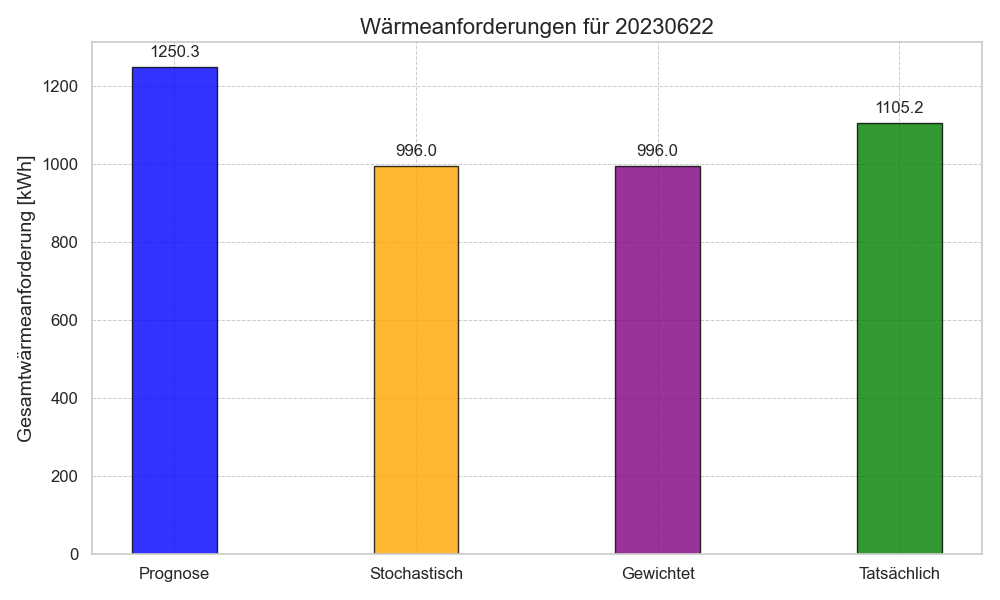 Wärmeanforderungen für 20230622
Gesamtwärmeanforderung [kWh]
1200
1000
800
600
400
200
0
1250.3
996.0
996.0
1105.2
Prognose
Stochastisch
Gewichtet
Tatsächlich